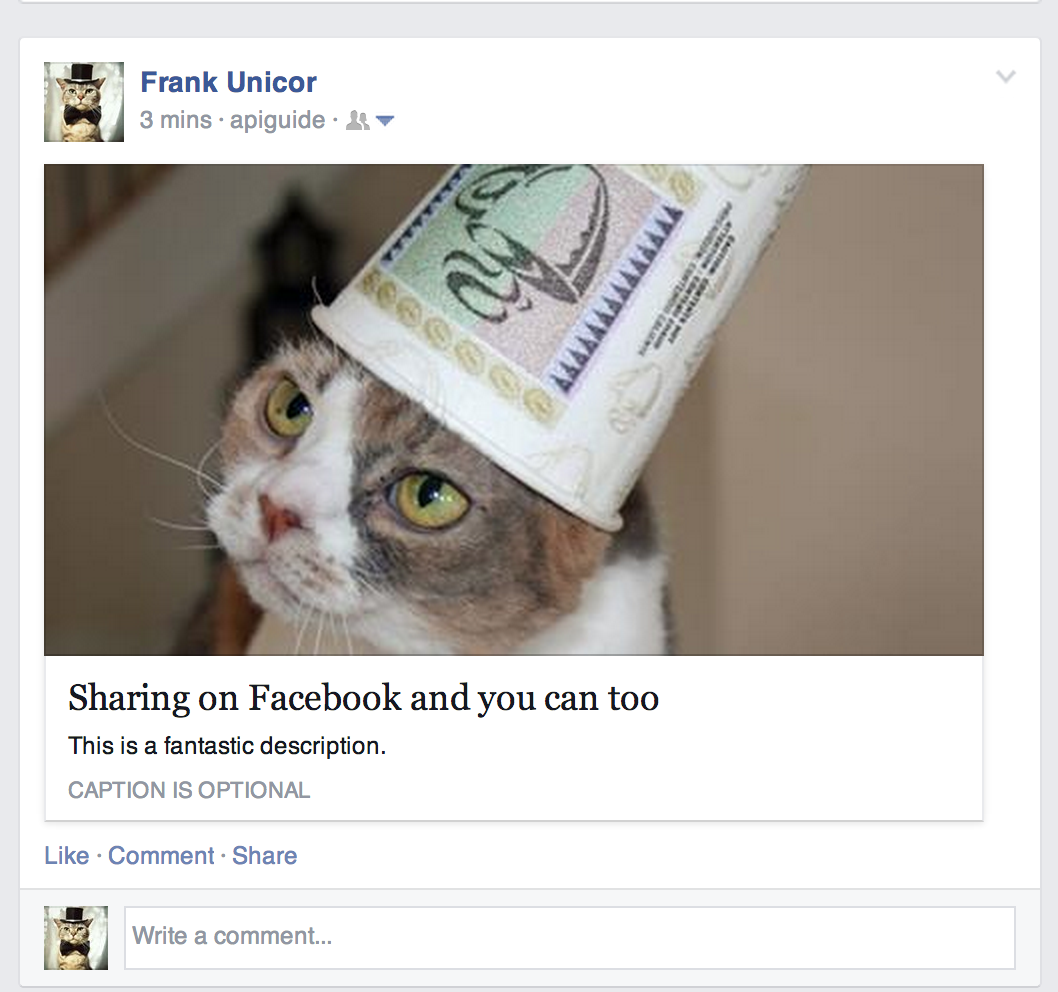 Frank Unicor
3 mins · apiguide ·
Sharing on Facebook and you can too
This is a fantastic description.
CAPTION IS OPTIONAL
Like · Comment · Share
Write a comment...